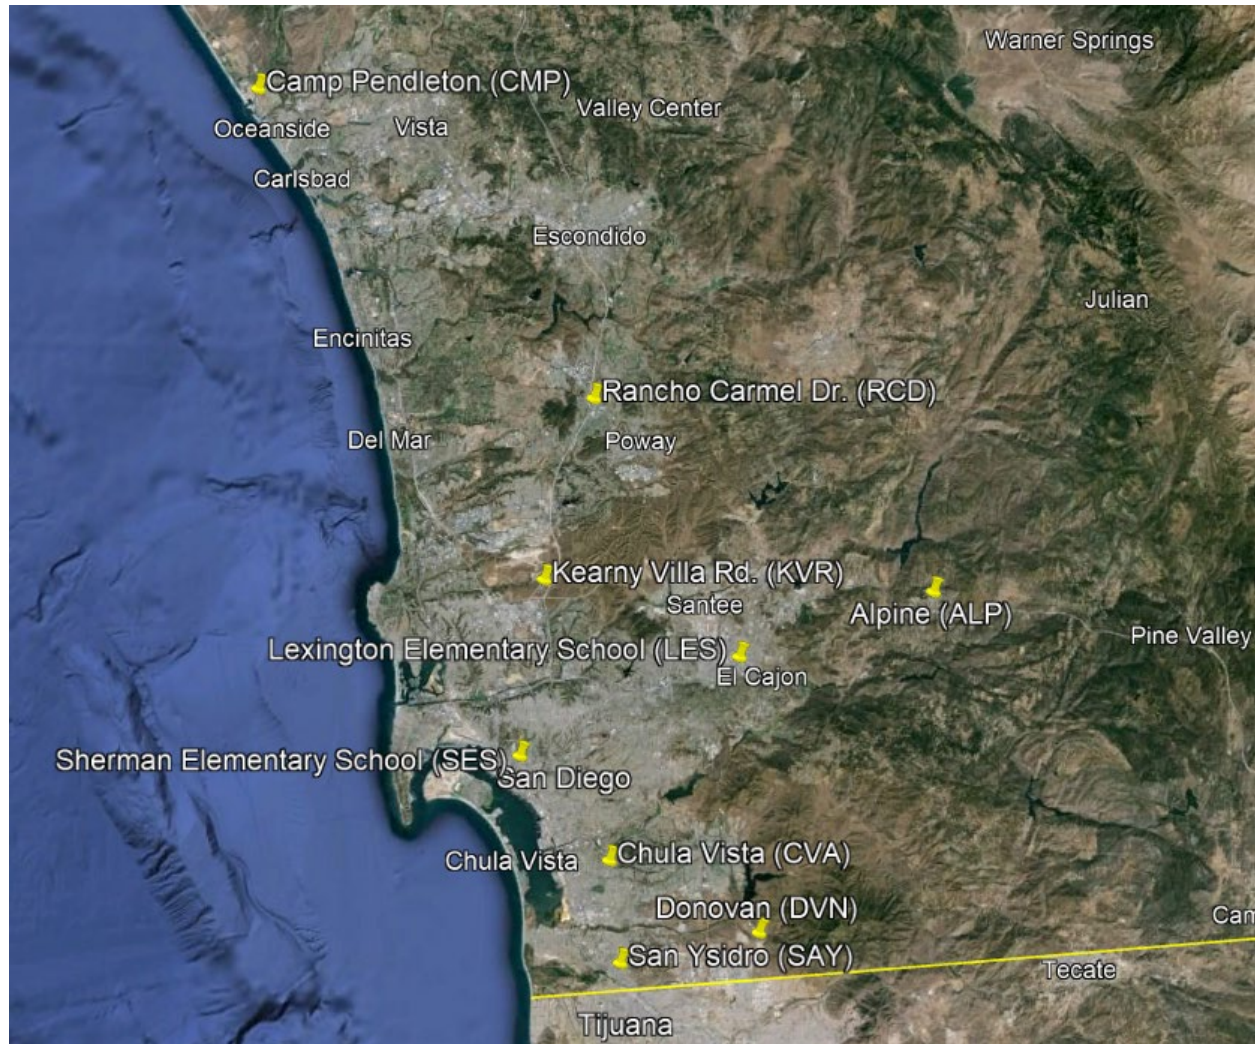 Warner Springs
Camp Pendleton (CMP)
Valley Center
Oceanside
Vista
Carlsbad
Escondido
Julian
Encinitas
Rancho Carmel Dr. (RCD)
Del Mar
Poway
Kearny Villa Rd. (KVR)
Santee
Alpine (ALP)
Pine Valley
Lexington Elementary School (LES)
El Cajon
Sherman Elementary School (SES)
San Diego
Chula Vista
Chula Vista (CVA)
Donovan (DVN)
Cam
San Ysidro (SAY)
Tecate
Tijuana